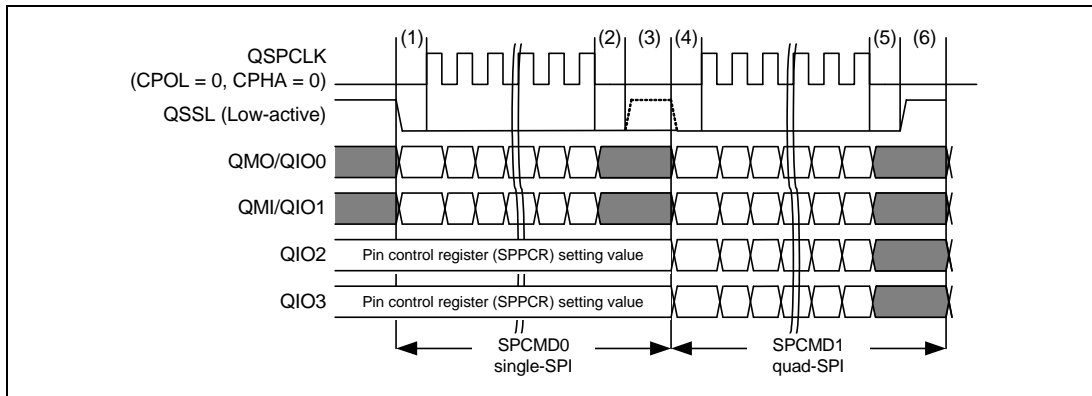 (1) (2) (3) (4) (5) (6)
QSPCLK
(CPOL = 0, CPHA = 0)
QSSL (Low-active)
QMO/QIO0
QMI/QIO1
QIO2 Pin control register (SPPCR) setting value
QIO3 Pin control register (SPPCR) setting value
SPCMD0 SPCMD1
single-SPI quad-SPI